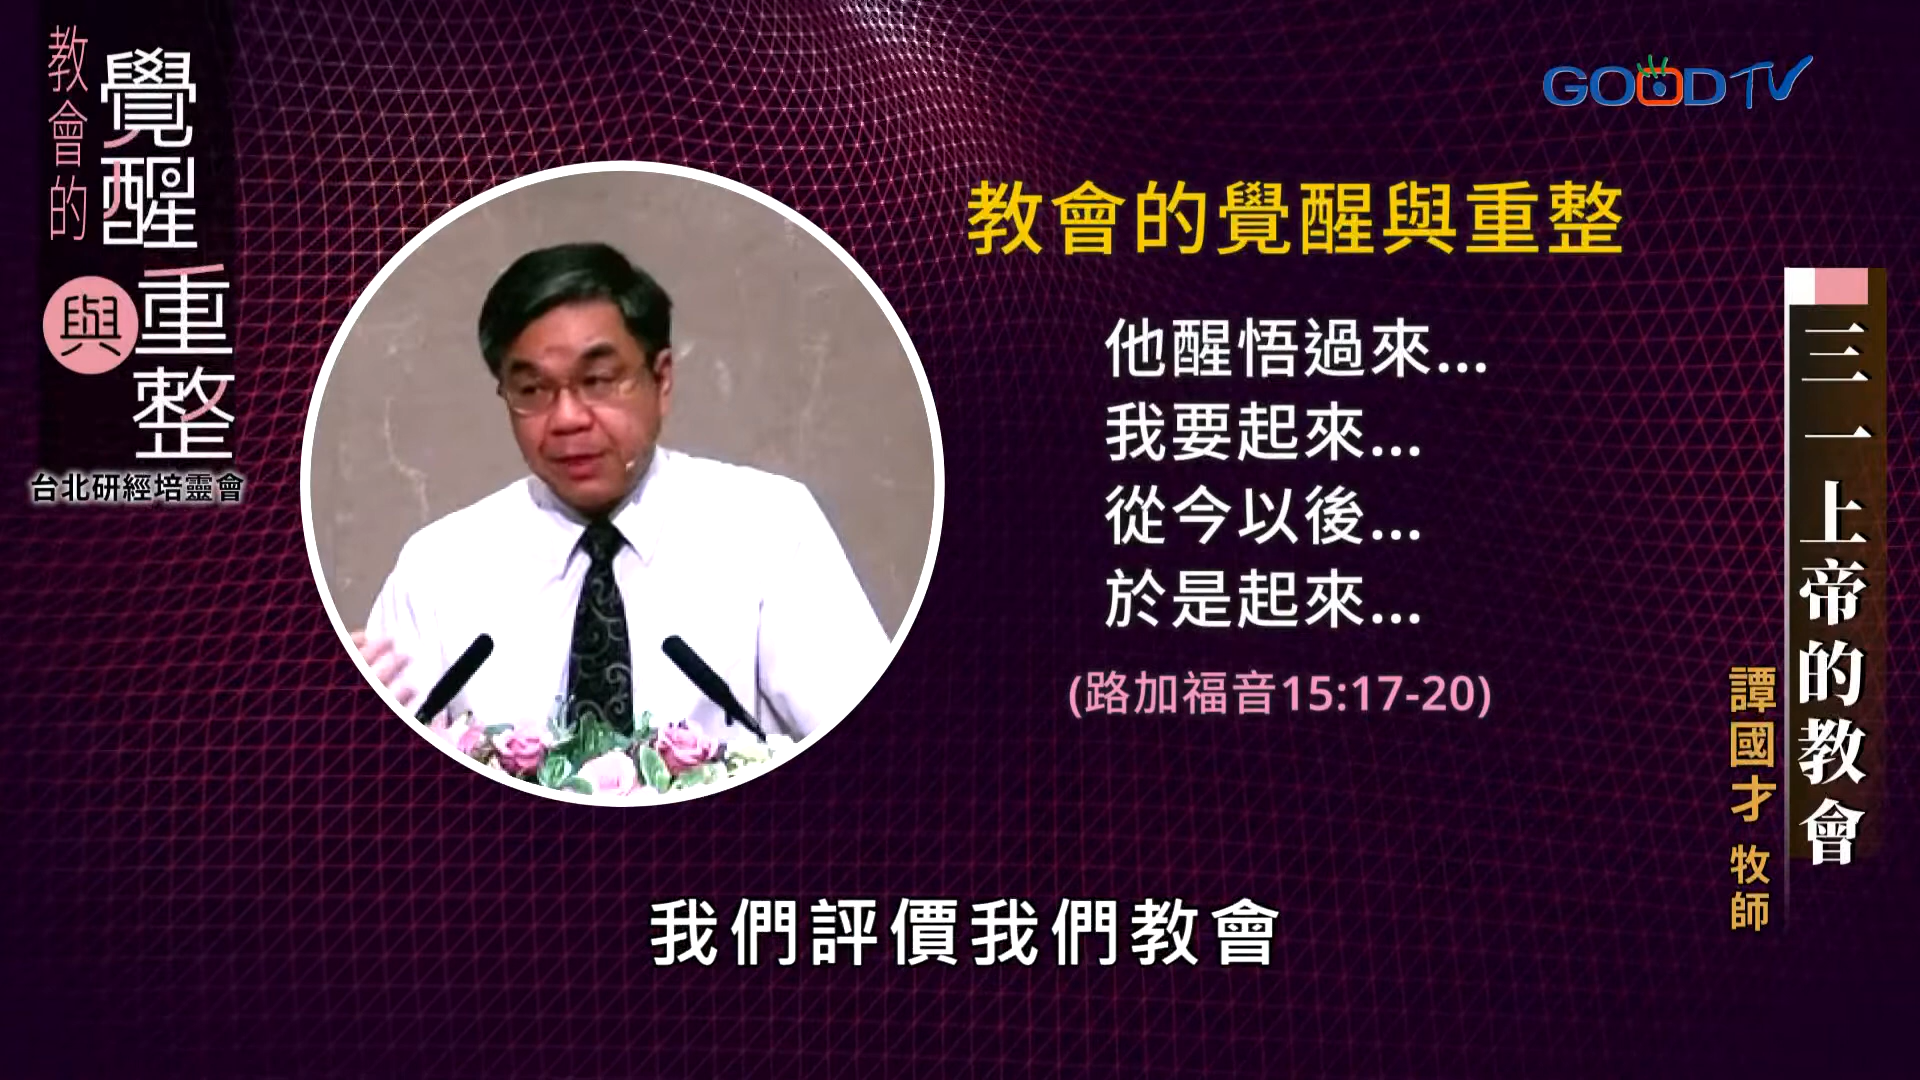 教會的
覺醒
與
重整
台北研經培靈會
GOODTV
教會的覺醒與重整
他醒悟過來...
我要起來...
從今以後...
於是起來...
(路加福音15:17-20)
三一上帝的教會
譚國才 牧師
我們評價我們教會